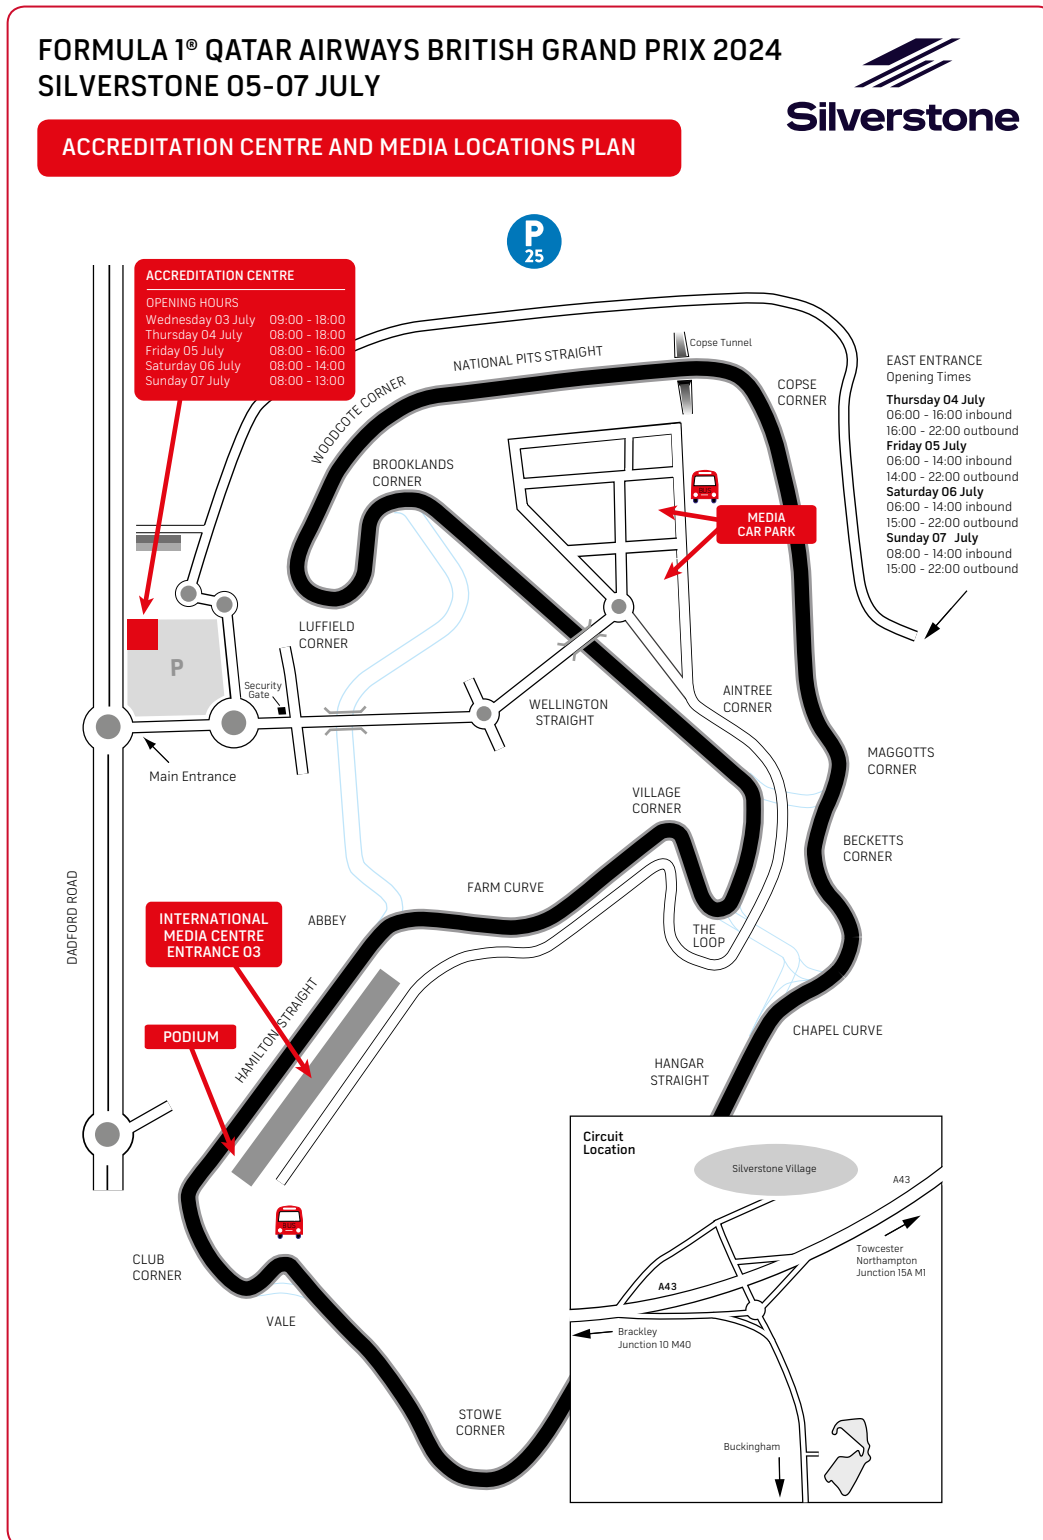 FORMULA 1® QATAR AIRWAYS BRITISH GRAND PRIX 2024
SILVERSTONE 05-07 JULY
Silverstone
ACCREDITATION CENTRE AND MEDIA LOCATIONS PLAN
P
25
ACCREDITATION CENTRE
OPENING HOURS
Wednesday 03 July 09:00 - 18:00
Thursday 04 July 08:00 - 18:00
Friday 05 July 08:00 - 16:00
Saturday 06 July 08:00 - 14:00
Sunday 07 July 08:00 - 13:00
Copse Tunnel
NATIONAL PITS STRAIGHT
WOODCOTE CORNER
COPSE
CORNER
EAST ENTRANCE
Opening Times
Thursday 04 July
06:00 - 16:00 inbound
16:00 - 22:00 outbound
Friday 05 July
06:00 - 14:00 inbound
14:00 - 22:00 outbound
Saturday 06 July
06:00 - 14:00 inbound
15:00 - 22:00 outbound
Sunday 07 July
08:00 - 14:00 inbound
15:00 - 22:00 outbound
BROOKLANDS
CORNER
MEDIA
CAR PARK
LUFFIELD
CORNER
P
Security
Gate
WELLINGTON
STRAIGHT
AINTREE
CORNER
Main Entrance
MAGGOTTS
CORNER
VILLAGE
CORNER
BECKETTS
CORNER
DADFORD ROAD
FARM CURVE
ABBEY
INTERNATIONAL
MEDIA CENTRE
ENTRANCE 03
THE
LOOP
HAMILTON STRAIGHT
PODIUM
CHAPEL CURVE
HANGAR
STRAIGHT
Circuit
Location
Silverstone Village
A43
Towcester
Northampton
Junction 15A M1
A43
Brackley
Junction 10 M40
Buckingham
CLUB
CORNER
VALE
STOWE
CORNER